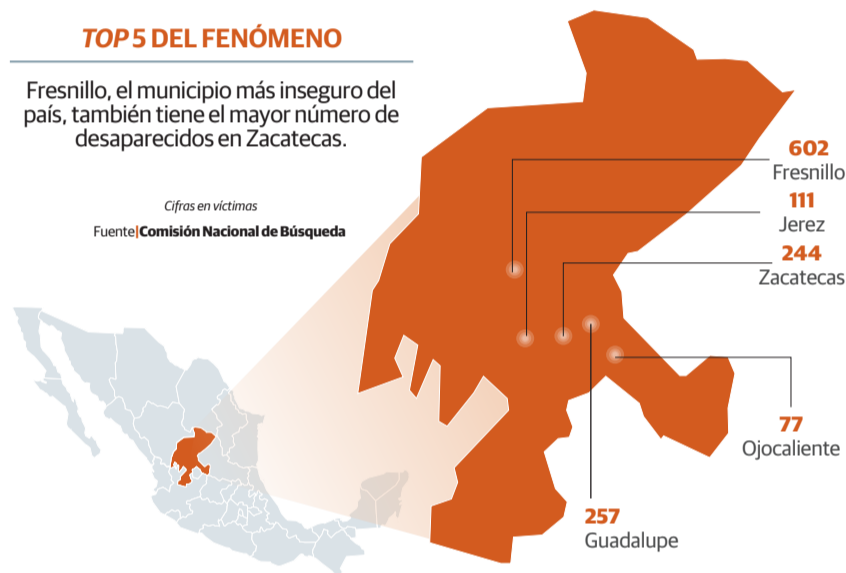 TOP 5 DEL FENÓMENO
Fresnillo, el municipio más inseguro del
país, también tiene el mayor número de
desaparecidos en Zacatecas.
Cifras en víctimas
Fuente|Comisión Nacional de Búsqueda
602
Fresnillo
111
Jerez
244
Zacatecas
77
Ojocaliente
257
Guadalupe